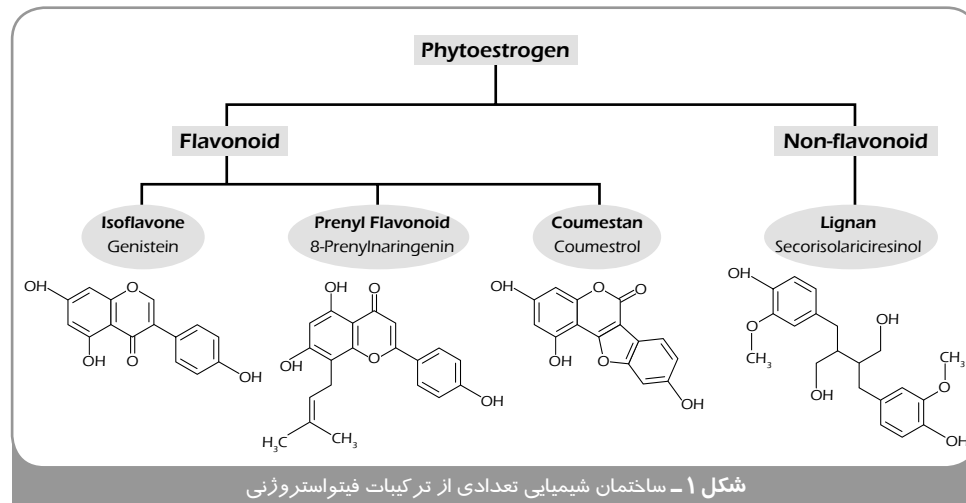 Phytoestrogen
Flavonoid
Non-flavonoid
Isoflavone
Genistein
Prenyl Flavonoid
8-Prenylnaringenin
Coumestan
Coumestrol
Lignan
Secorisolariciresinol
OH
O
OH
O
OH
OH
O
OH
O
OH
H₃C
CH₃
OH
O
O
OH
O
OH
OH
O
CH₃
OH
OH
CH₃
O
OH
شکل ۱ـ ساختمان شیمیایی تعدادی از ترکیبات فیتواستروژنی